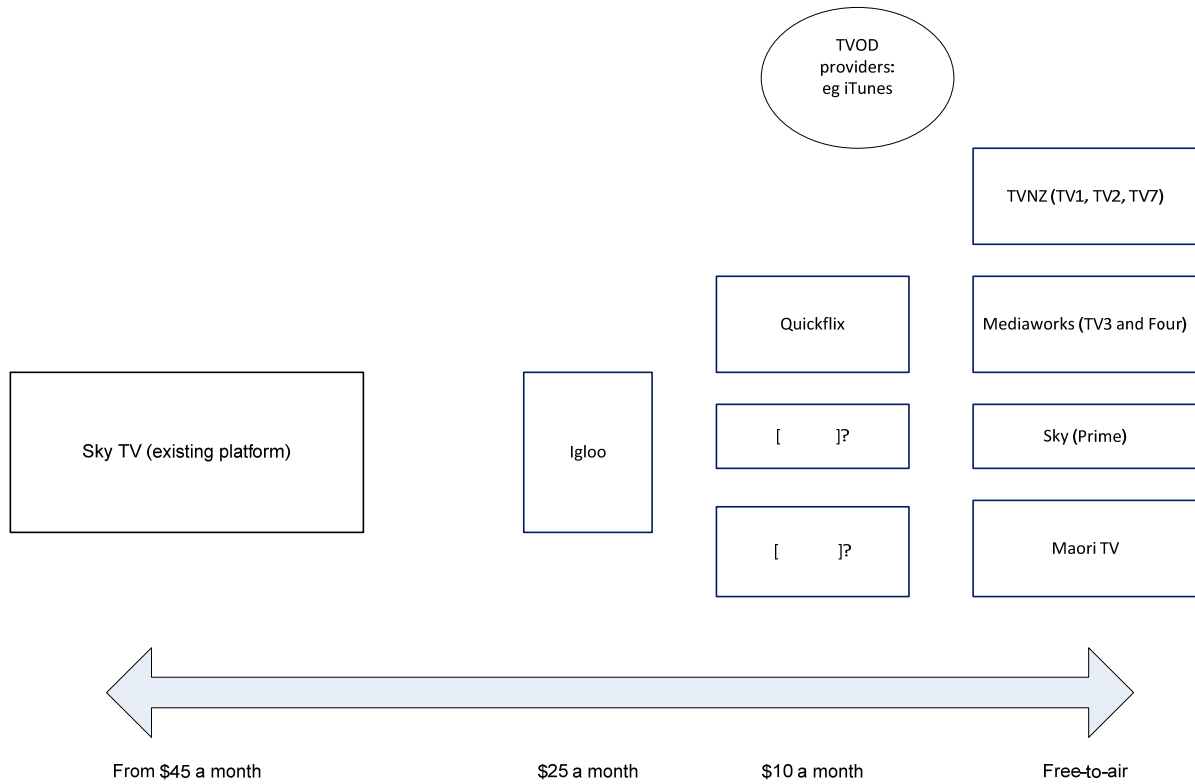 TVOD
providers:
eg iTunes
TVNZ (TV1, TV2, TV7)
Quickflix
Mediaworks (TV3 and Four)
Sky TV (existing platform)
Igloo
[ ]?
Sky (Prime)
[ ]?
Maori TV
From $45 a month
$25 a month
$10 a month
Free-to-air